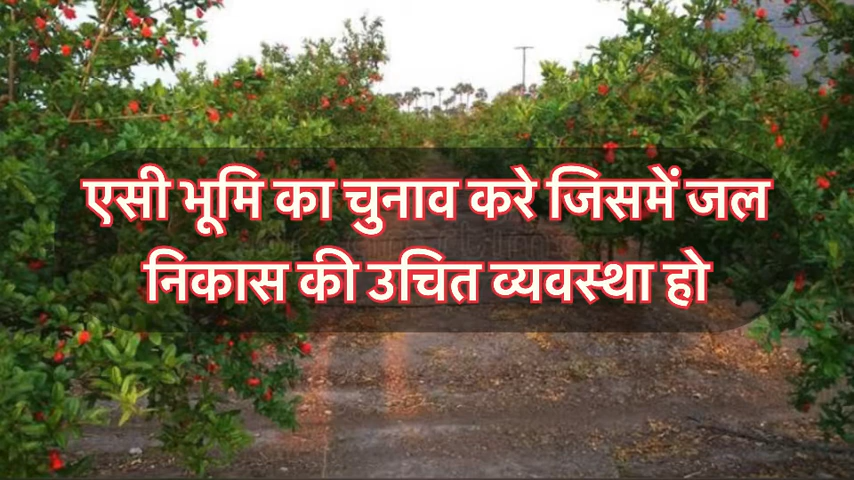 एसी भूमि का चुनाव करे जिसमें जल
निकास की उचित व्यवस्था हो